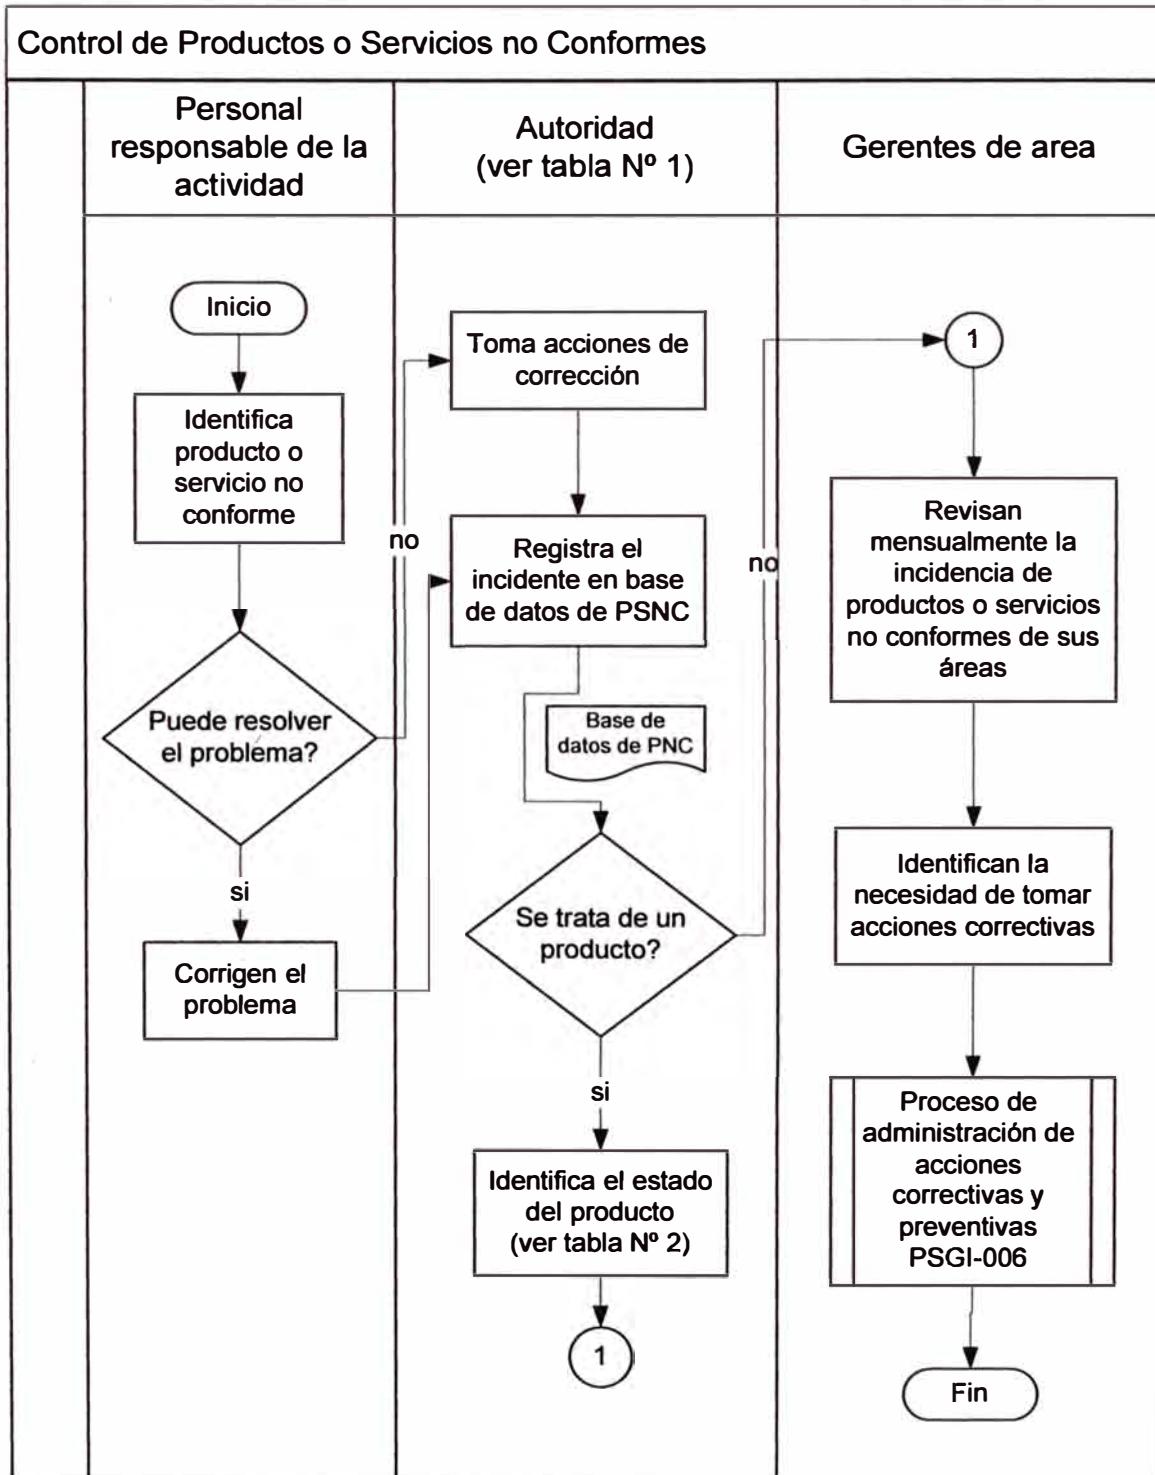 Control de Productos o Servicios no Conformes
Personal
responsable de la
actividad
Autoridad
(ver tabla Nº 1)
Gerentes de area
Inicio
Identifica
producto o
servicio no
conforme
Puede resolver
el problema?
no
si
Corrigen el
problema
Toma acciones de
corrección
Registra el
incidente en base
de datos de PSNC
Base de
datos de PNC
Se trata de un
producto?
no
si
Identifica el estado
del producto
(ver tabla Nº 2)
1
1
Revisan
mensualmente la
incidencia de
productos o servicios
no conformes de sus
áreas
Identifican la
necesidad de tomar
acciones correctivas
Proceso de
administración de
acciones
correctivas y
preventivas
PSGI-006
Fin